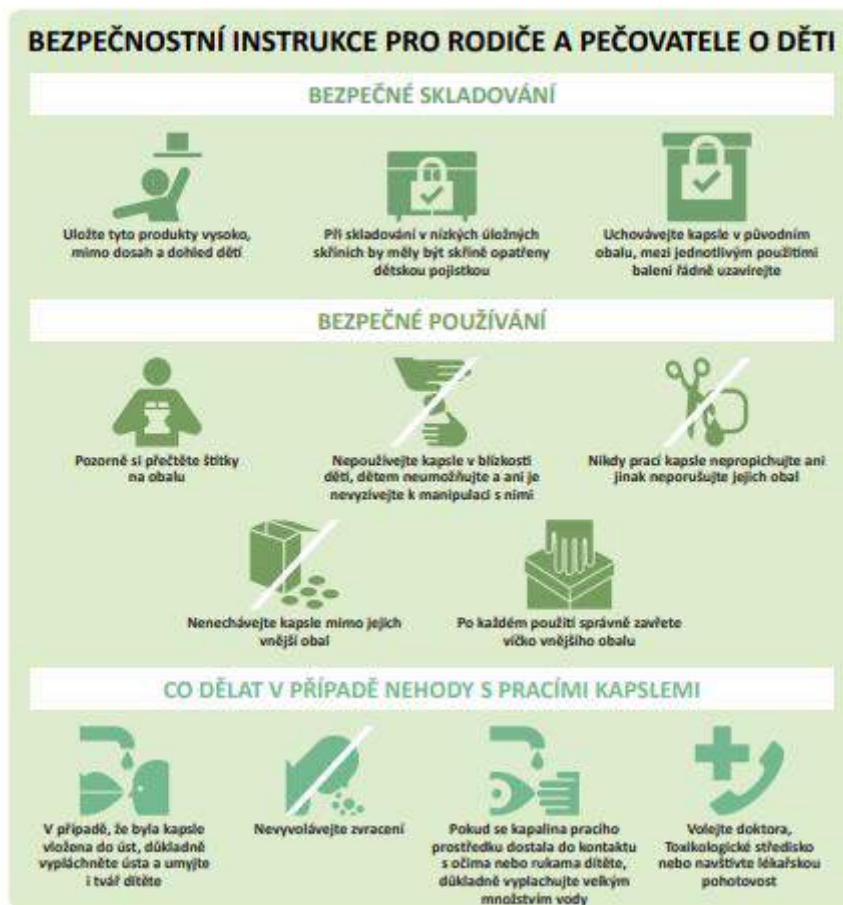 BEZPEČNOSTNÍ INSTRUKCE PRO RODIČE A PEČOVATELE O DĚTI
BEZPEČNÉ SKLADOVÁNÍ
Uložte tyto produkty vysoko,
mimo dosah a dohled dětí
Při skladování v nízkých úložných
skříních by měly být skříně opatřeny
dětskou pojistkou
Uchovávejte kapsle v původním
obalu, mezi jednotlivým použitími
balení řádně uzavírejte
BEZPEČNÉ POUŽÍVÁNÍ
Pozorně si přečtěte štítky
na obalu
Nepoužívejte kapsle v blízkosti
dětí, dětem neumožňujte a ani je
nevyzívejte k manipulaci s nimi
Nikdy prací kapsle nepropichujte ani
jinak neporušujte jejich obal
Nenechávejte kapsle mimo jejich
vnější obal
Po každém použití správně zavřete
víčko vnějšího obalu
CO DĚLAT V PŘÍPADĚ NEHODY S PRACÍMI KAPSLEMI
V případě, že byla kapsle
vložena do úst, důkladně
vypláchněte ústa a umyjte
i tvář dítěte
Nevyvolávejte zvracení
Pokud se kapalina pracího
prostředku dostala do kontaktu
s očima nebo rukama dítěte,
důkladně vyplachujte velkým
množstvím vody
Volejte doktora,
Toxikologické středisko
nebo navštivte lékařskou
pohotovost